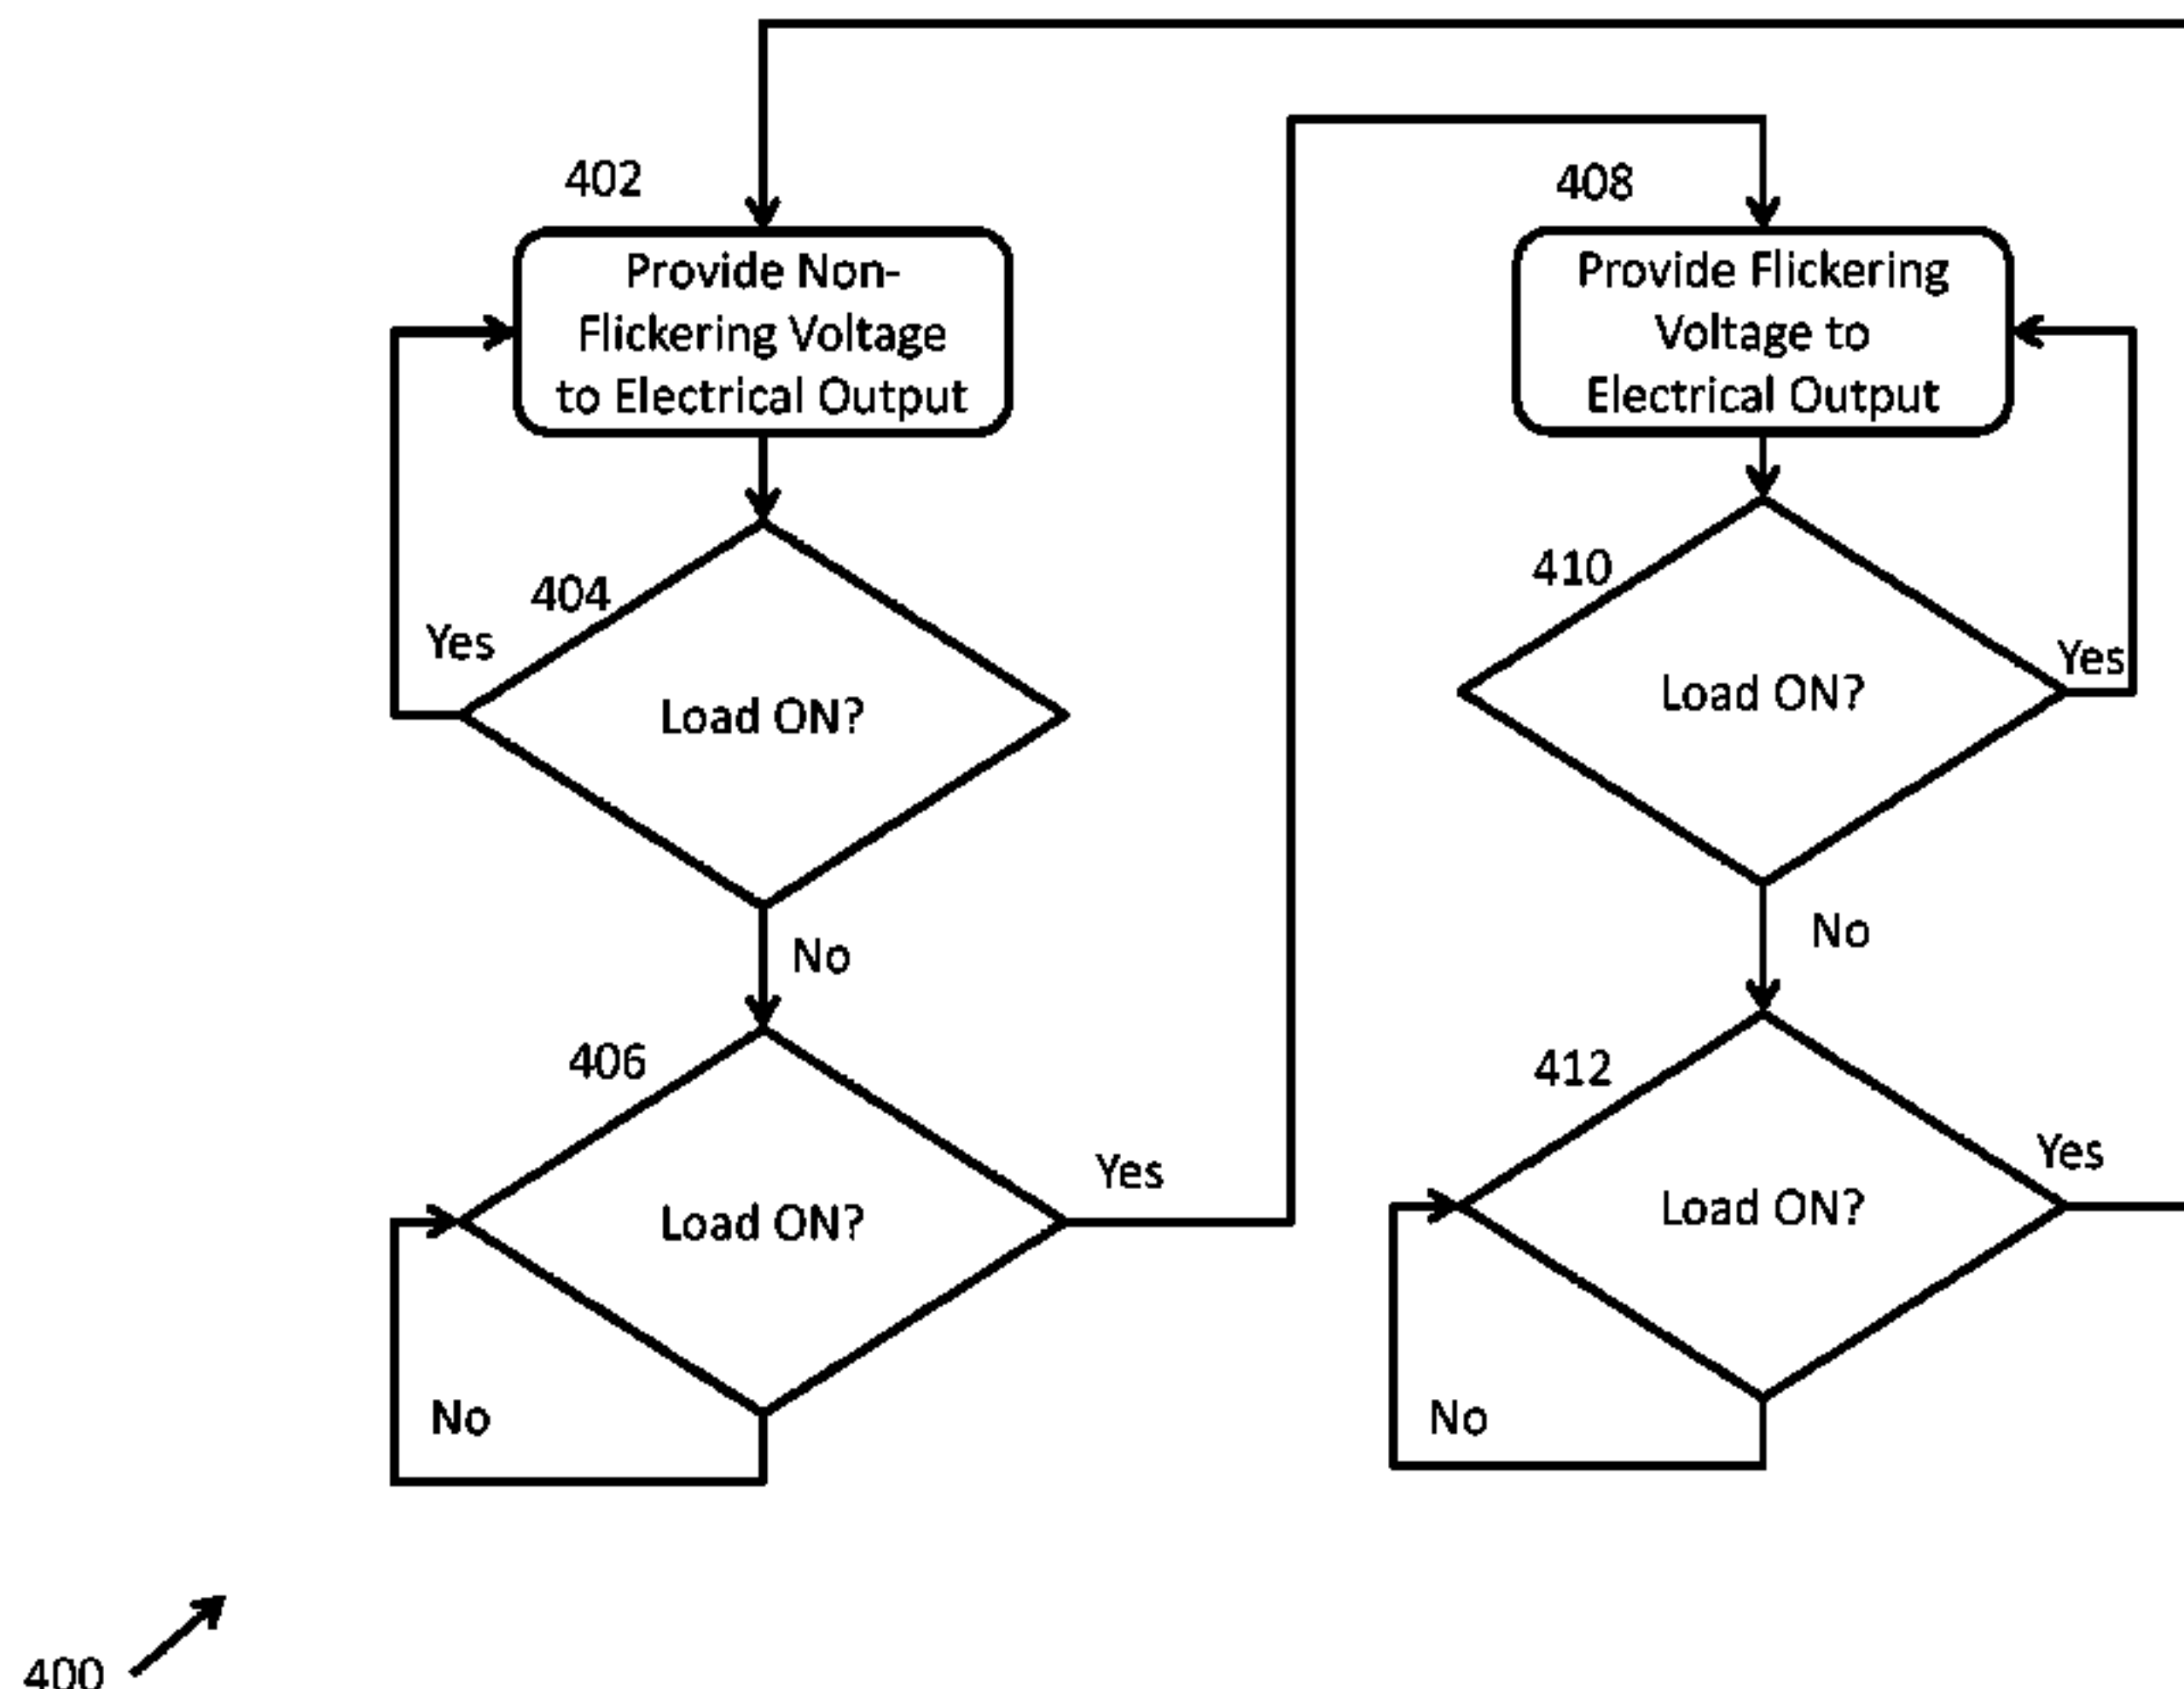 402
Provide Non-
Flickering Voltage
to Electrical Output
404
Yes
Load ON?
No
406
Load ON?
Yes
No
408
Provide Flickering
Voltage to
Electrical Output
410
Yes
Load ON?
No
412
Yes
Load ON?
No
400